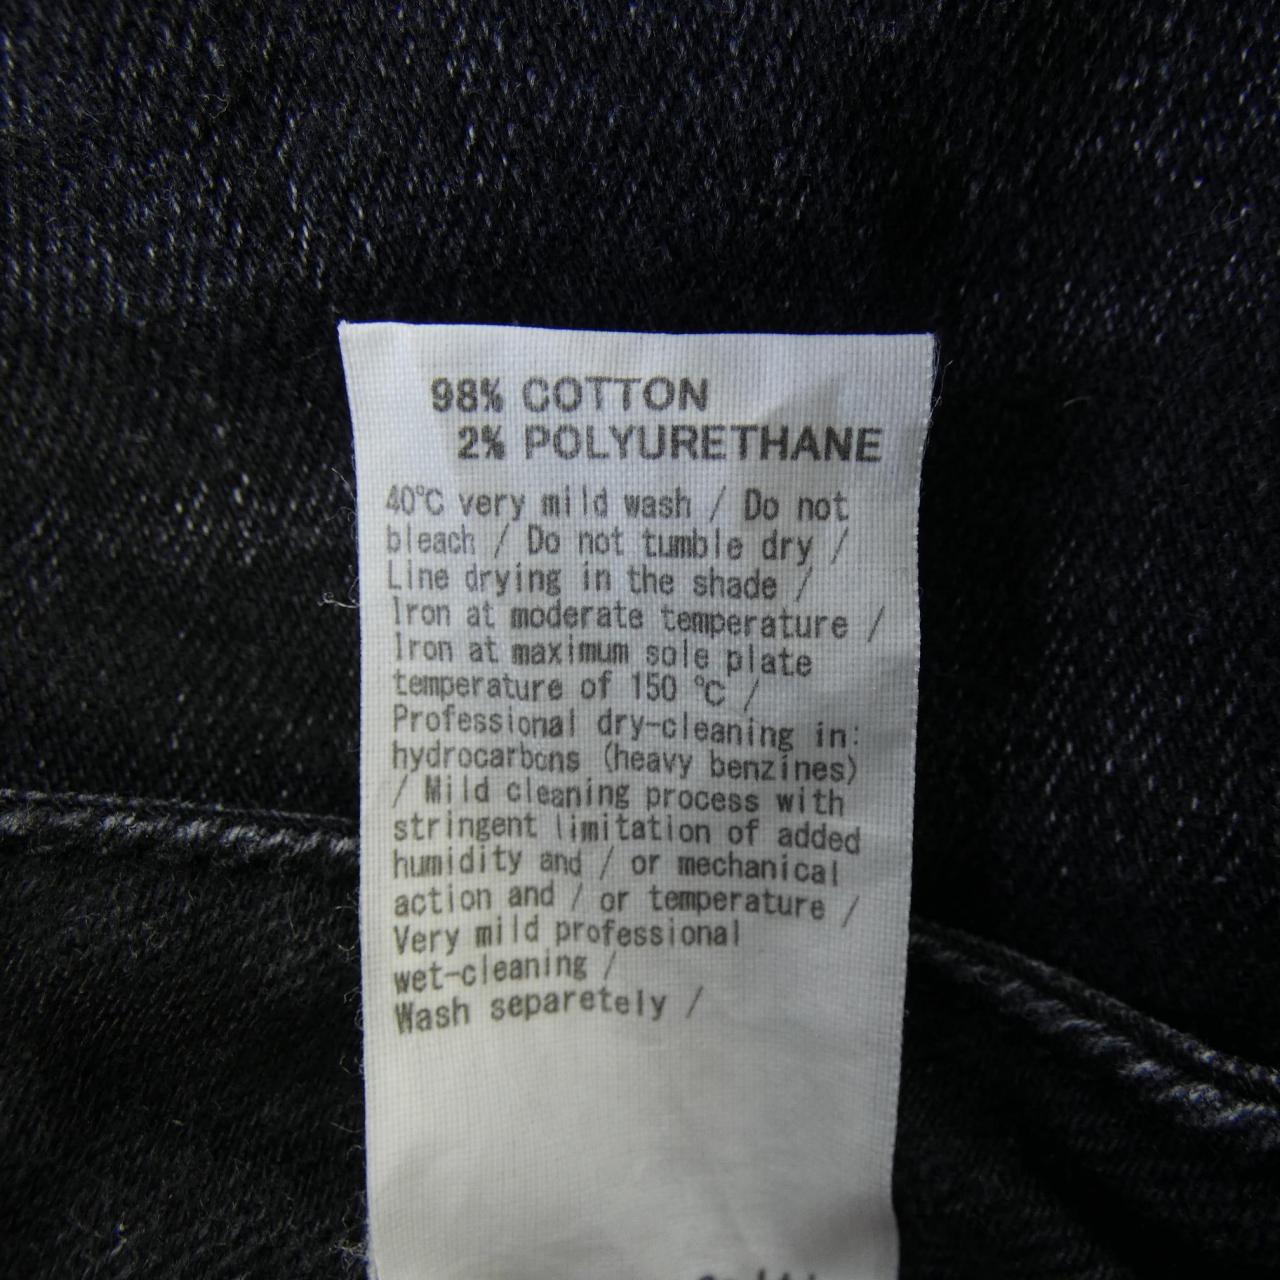 98% COTTON
2% POLYURETHANE
40℃ very mild wash / Do not
bleach / Do not tumble dry /
Line drying in the shade /
Iron at moderate temperature /
Iron at maximum sole plate
temperature of 150 ℃ /
Professional dry-cleaning in:
hydrocarbons (heavy benzines)
/ Mild cleaning process with
stringent limitation of added
humidity and / or mechanical
action and / or temperature /
Very mild professional
wet-cleaning /
Wash separetely /